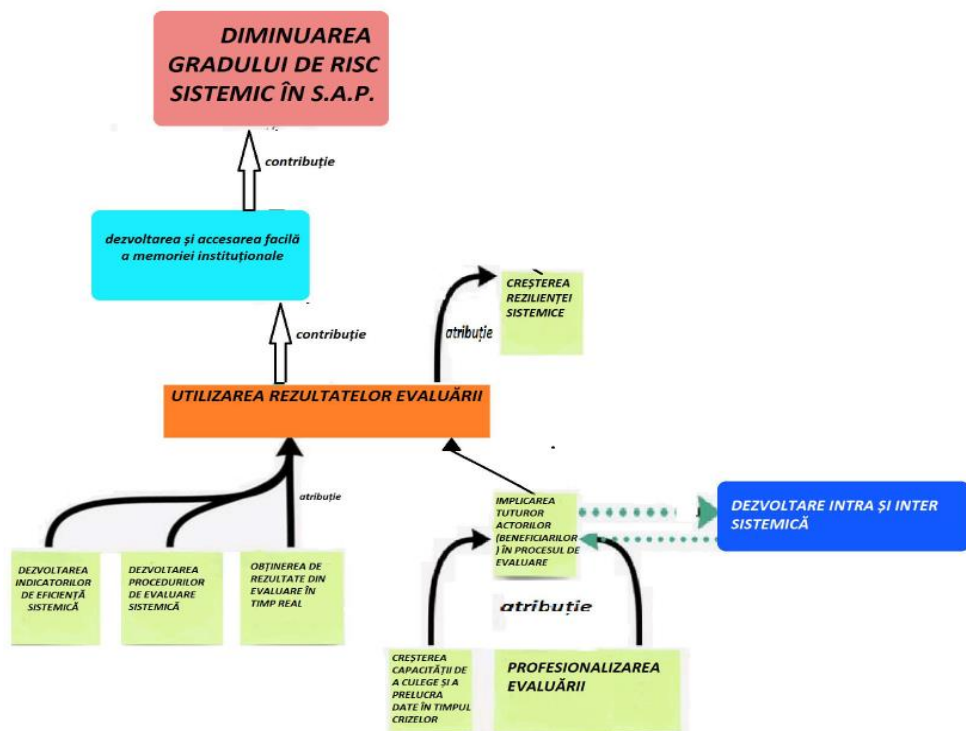 DIMINUAREA
GRADULUI DE RISC
SISTEMIC ÎN S.A.P.
contribuție
dezvoltarea și accesarea facilă
a memoriei instituționale
contribuție
atribuție
CREȘTEREA
REZILIENȚEI
SISTEMICE
UTILIZAREA REZULTATELOR EVALUĂRII
atribuție
DEZVOLTAREA
INDICATORILOR
DE EFICIENȚĂ
SISTEMICĂ
DEZVOLTAREA
PROCEDURILOR
DE EVALUARE
SISTEMICĂ
OBȚINEREA DE
REZULTATE DIN
EVALUARE ÎN
TIMP REAL
IMPLICAREA
TUTUROR
ACTORILOR
(BENEFICIARILOR
) ÎN PROCESUL DE
EVALUARE
DEZVOLTARE INTRA ȘI INTER
SISTEMICĂ
atribuție
CREȘTEREA
CAPACITĂȚII DE
A CULEGE ȘI A
PRELUCRA
DATE ÎN TIMPUL
CRIZELOR
PROFESIONALIZAREA
EVALUĂRII